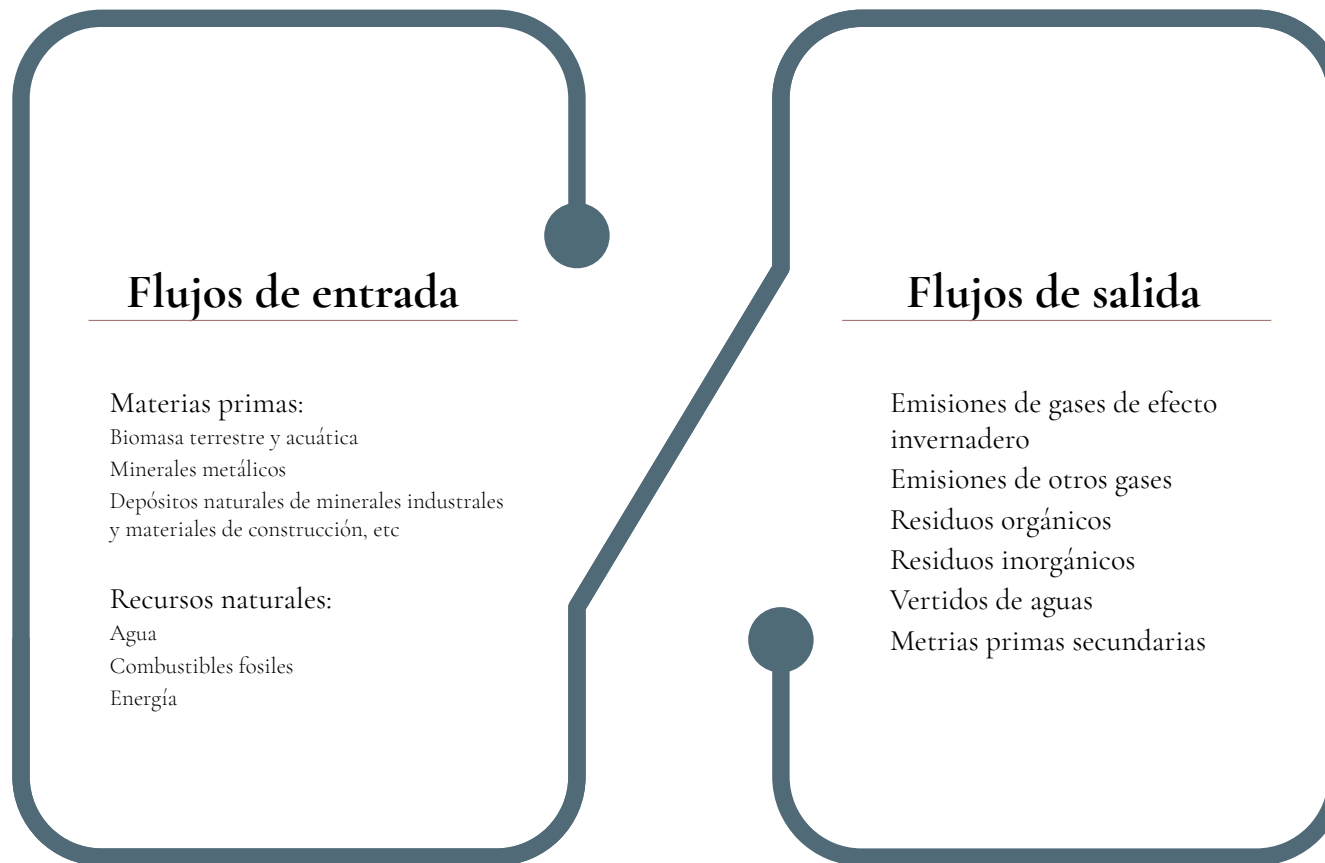 Flujos de entrada
Materias primas:
Biomasa terrestre y acuática
Minerales metálicos
Depósitos naturales de minerales industrales
y materiales de construcción, etc
Recursos naturales:
Agua
Combustibles fosiles
Energía
Flujos de salida
Emisiones de gases de efecto
invernadero
Emisiones de otros gases
Residuos orgánicos
Residuos inorgánicos
Vertidos de aguas
Metrias primas secundarias